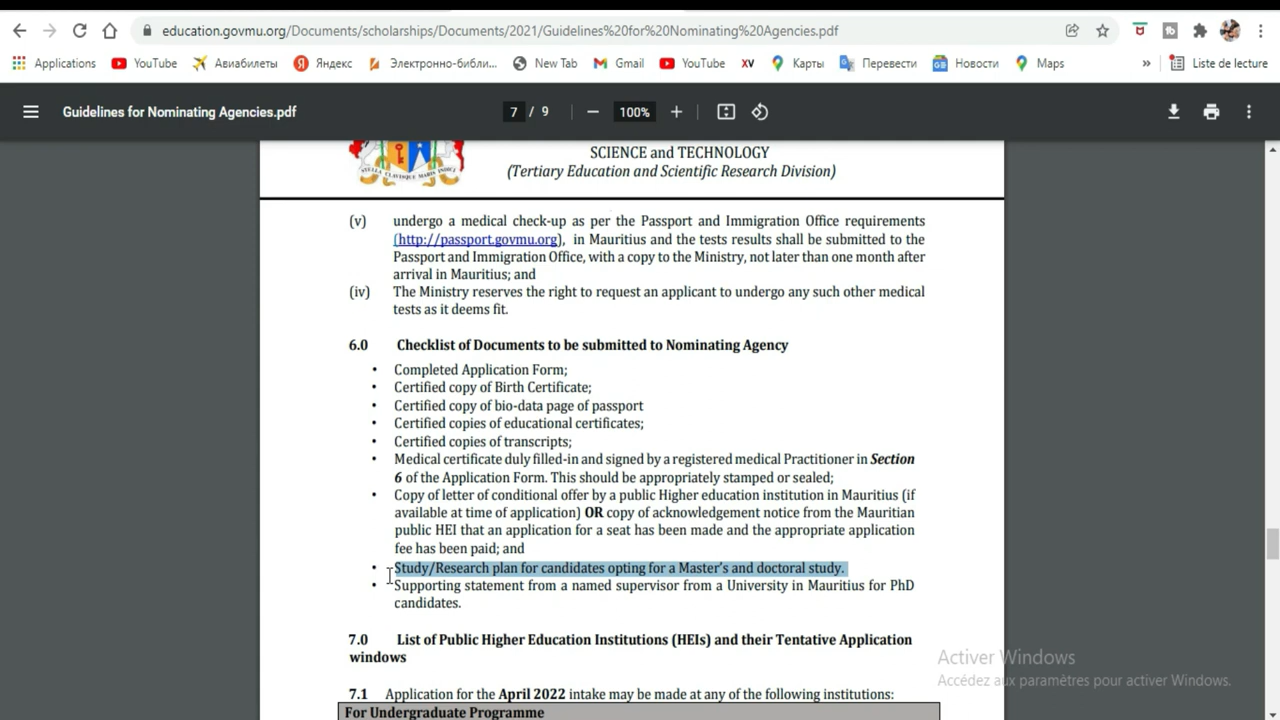 education.govmu.org/Documents/scholarships/Documents/2021/Guidelines%20for%20Nominating%20Agencies.pdf
Applications YouTube Авиабилеты Яндекс Электронно-библи... New Tab Gmail YouTube XV Карты Перевести Новости Maps » Liste de lecture
Guidelines for Nominating Agencies.pdf 7 / 9 100%
SCIENCE and TECHNOLOGY
(Tertiary Education and Scientific Research Division)
STELLA CLAVISQUE MARIS INDICI
(v) undergo a medical check-up as per the Passport and Immigration Office requirements
(http://passport.govmu.org), in Mauritius and the tests results shall be submitted to the
Passport and Immigration Office, with a copy to the Ministry, not later than one month after
arrival in Mauritius; and
(iv) The Ministry reserves the right to request an applicant to undergo any such other medical
tests as it deems fit.
6.0 Checklist of Documents to be submitted to Nominating Agency
• Completed Application Form;
• Certified copy of Birth Certificate;
• Certified copy of bio-data page of passport
• Certified copies of educational certificates;
• Certified copies of transcripts;
• Medical certificate duly filled-in and signed by a registered medical Practitioner in Section
6 of the Application Form. This should be appropriately stamped or sealed;
• Copy of letter of conditional offer by a public Higher education institution in Mauritius (if
available at time of application) OR copy of acknowledgement notice from the Mauritian
public HEI that an application for a seat has been made and the appropriate application
fee has been paid; and
• Study/Research plan for candidates opting for a Master's and doctoral study.
• Supporting statement from a named supervisor from a University in Mauritius for PhD
candidates.
7.0 List of Public Higher Education Institutions (HEIs) and their Tentative Application
windows
7.1 Application for the April 2022 intake may be made at any of the following institutions:
For Undergraduate Programme
Activer Windows
Accédez aux paramètres pour activer Windows.